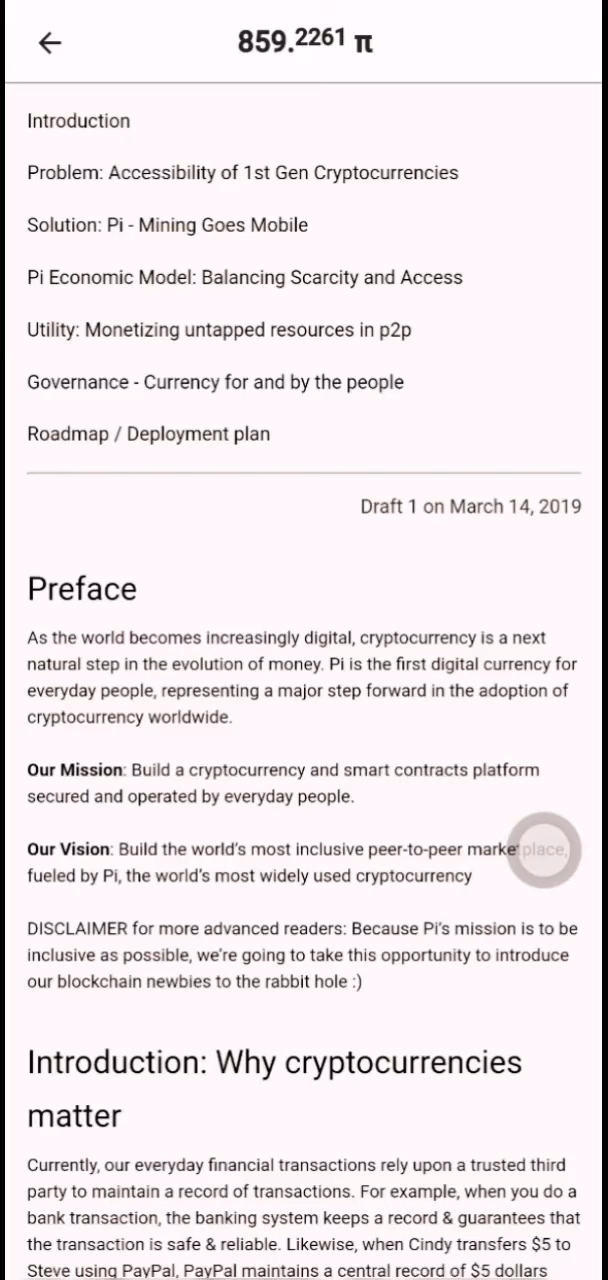 859.2261 π
Introduction
Problem: Accessibility of 1st Gen Cryptocurrencies
Solution: Pi - Mining Goes Mobile
Pi Economic Model: Balancing Scarcity and Access
Utility: Monetizing untapped resources in p2p
Governance - Currency for and by the people
Roadmap / Deployment plan
Draft 1 on March 14, 2019
Preface
As the world becomes increasingly digital, cryptocurrency is a next
natural step in the evolution of money. Pi is the first digital currency for
everyday people, representing a major step forward in the adoption of
cryptocurrency worldwide.
Our Mission: Build a cryptocurrency and smart contracts platform
secured and operated by everyday people.
Our Vision: Build the world's most inclusive peer-to-peer marketplace,
fueled by Pi, the world's most widely used cryptocurrency
DISCLAIMER for more advanced readers: Because Pi's mission is to be
inclusive as possible, we're going to take this opportunity to introduce
our blockchain newbies to the rabbit hole :)
Introduction: Why cryptocurrencies
matter
Currently, our everyday financial transactions rely upon a trusted third
party to maintain a record of transactions. For example, when you do a
bank transaction, the banking system keeps a record & guarantees that
the transaction is safe & reliable. Likewise, when Cindy transfers $5 to
Steve using PayPal, PayPal maintains a central record of $5 dollars